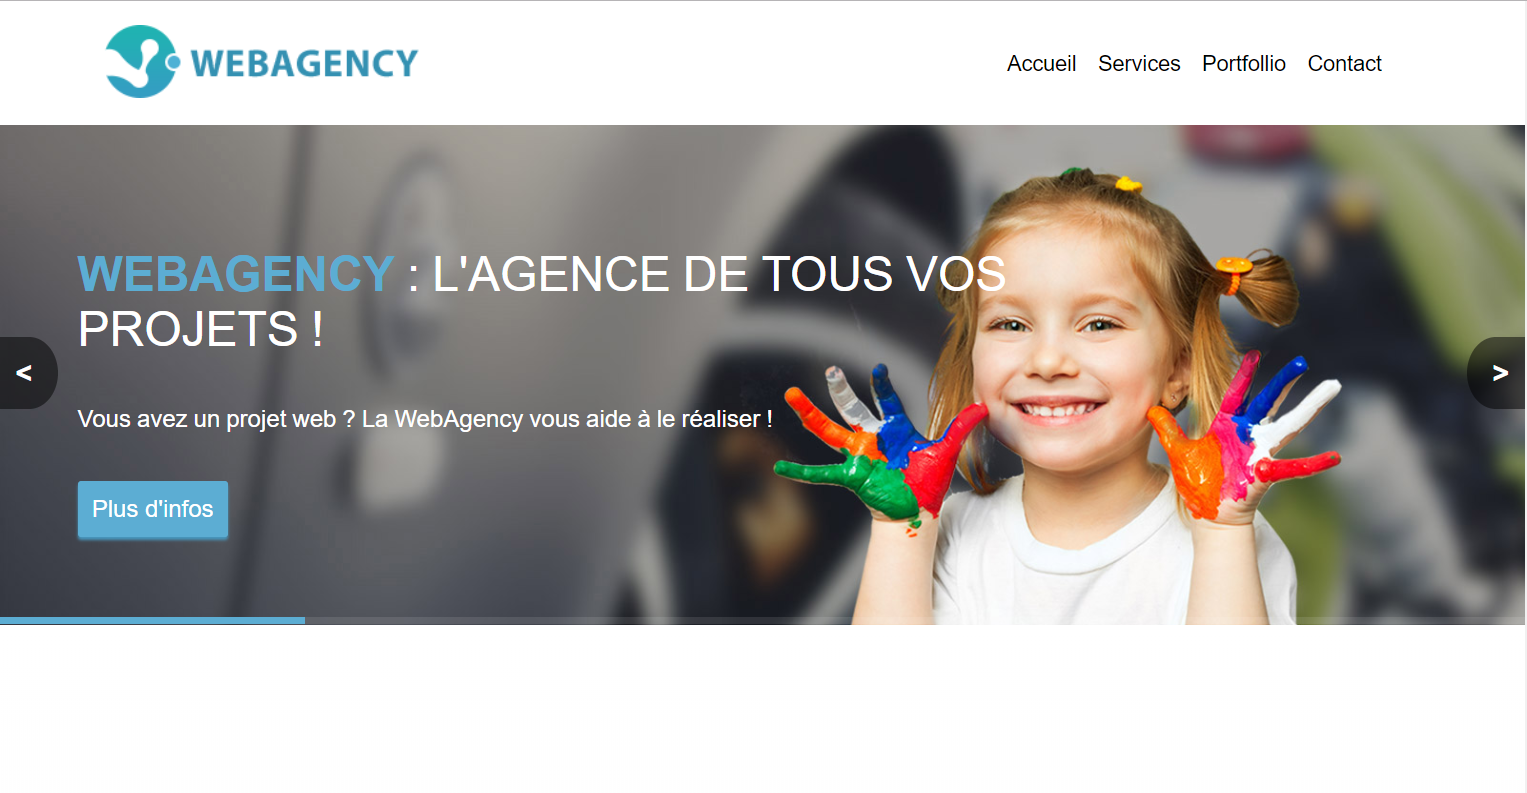 WEBAGENCY
Accueil Services Portfollio Contact
WEBAGENCY : L'AGENCE DE TOUS VOS
PROJETS !
<
>
Vous avez un projet web ? La WebAgency vous aide à le réaliser !
Plus d'infos